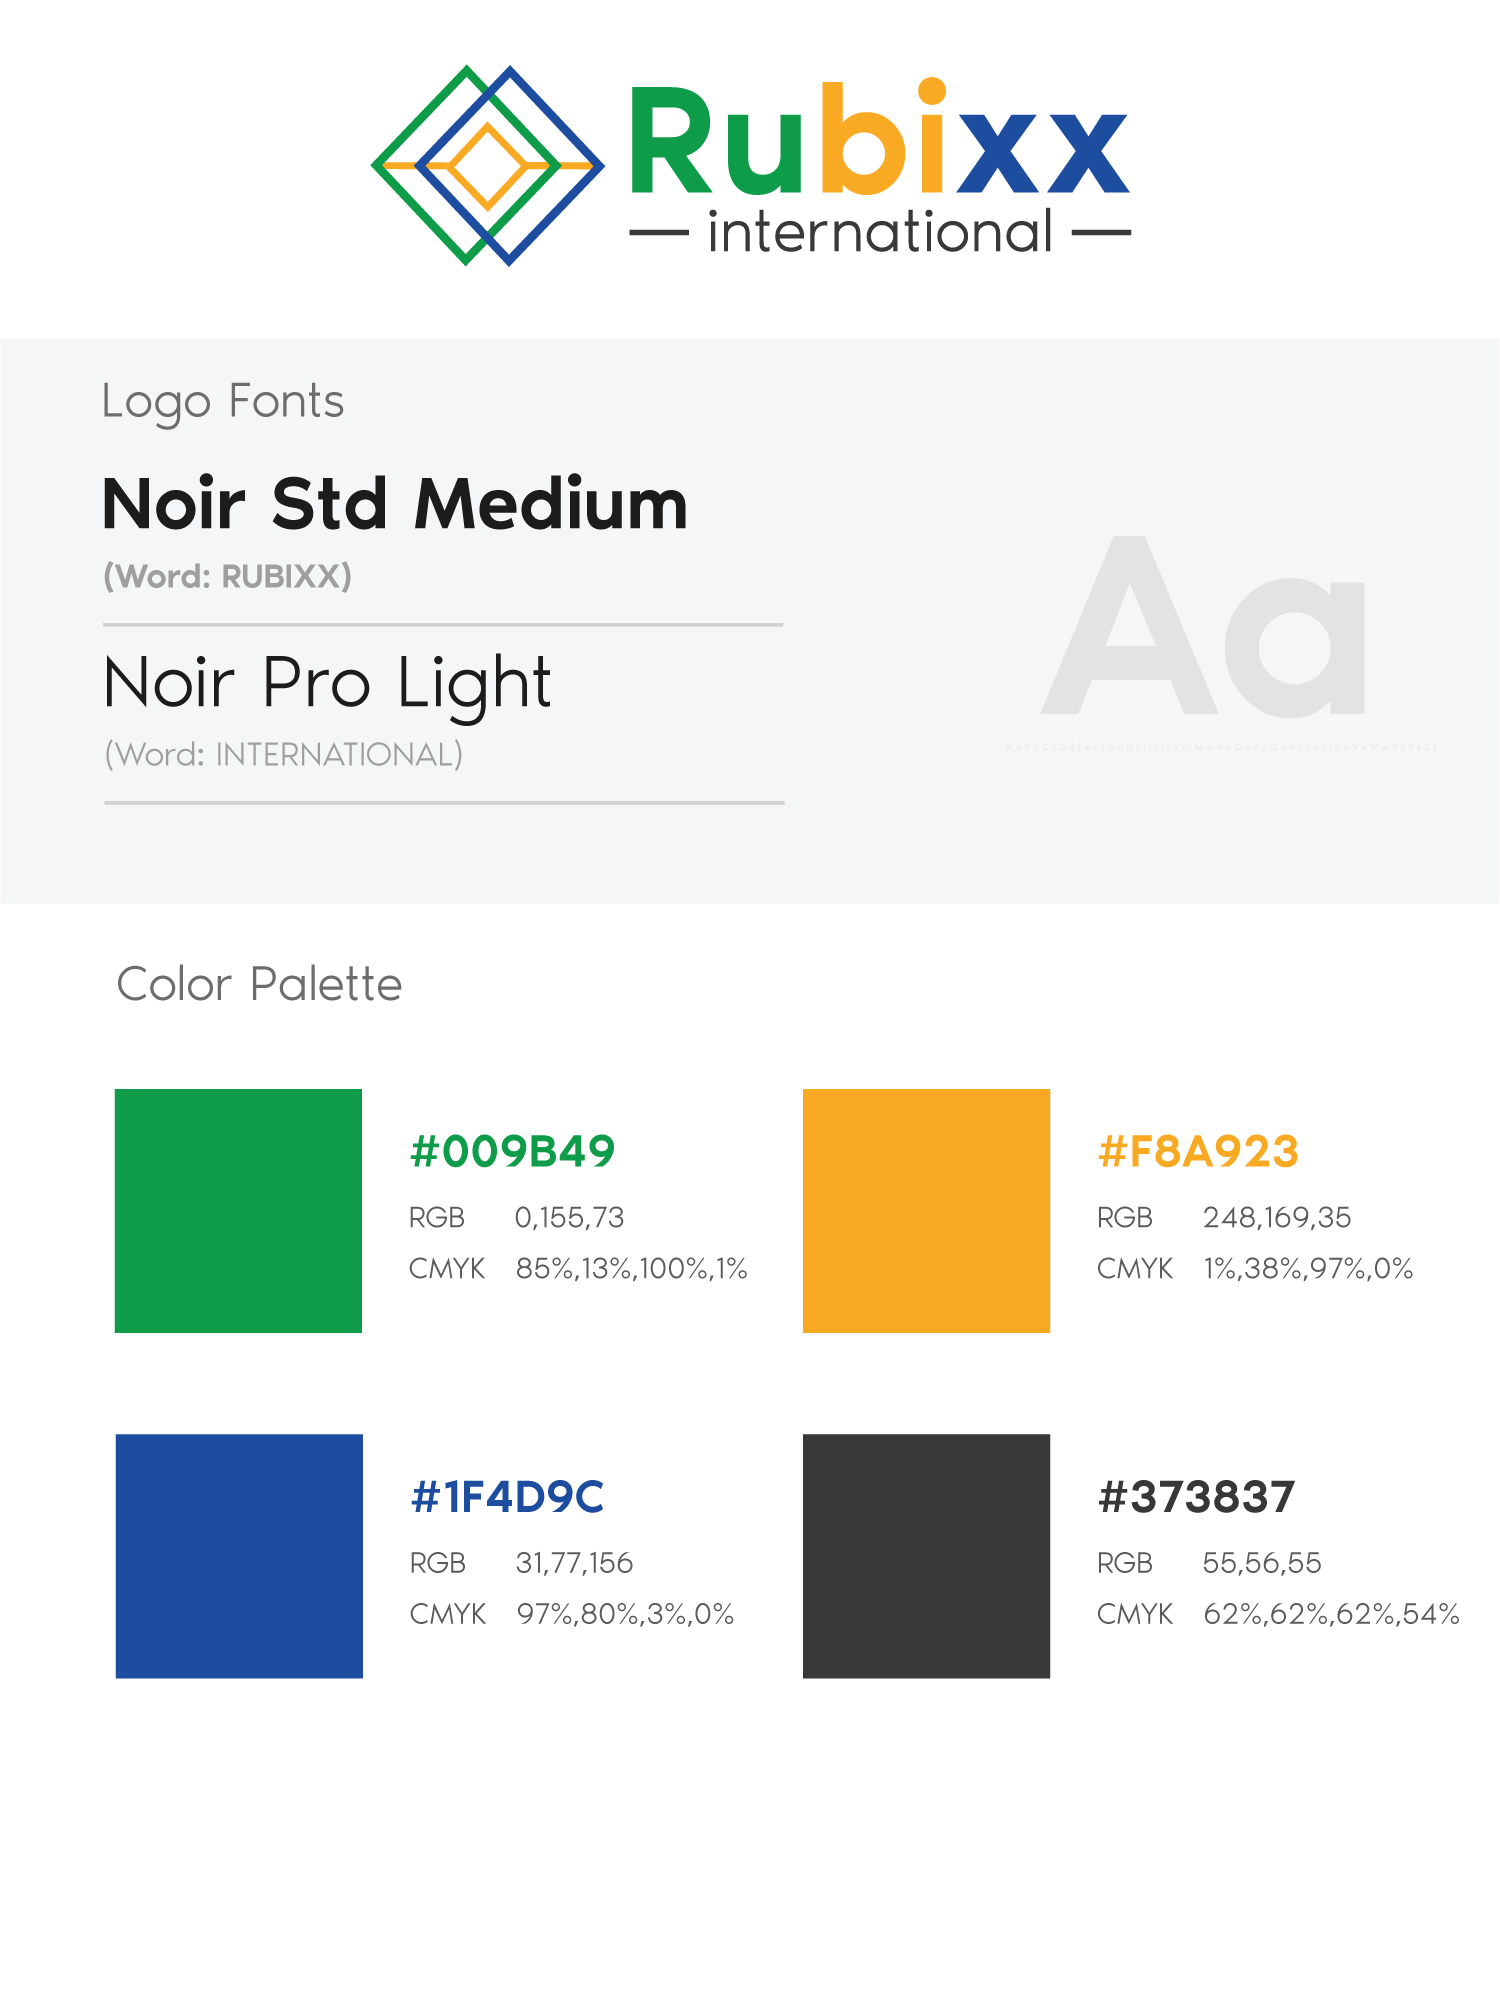 Rubixx
international
Logo Fonts
Noir Std Medium
(Word: RUBIXX)
Noir Pro Light
(Word: INTERNATIONAL)
Aa
Color Palette
#009B49
RGB 0,155,73
CMYK 85%,13%,100%,1%
#F8A923
RGB 248,169,35
CMYK 1%,38%,97%,0%
#1F4D9C
RGB 31,77,156
CMYK 97%,80%,3%,0%
#373837
RGB 55,56,55
CMYK 62%,62%,62%,54%